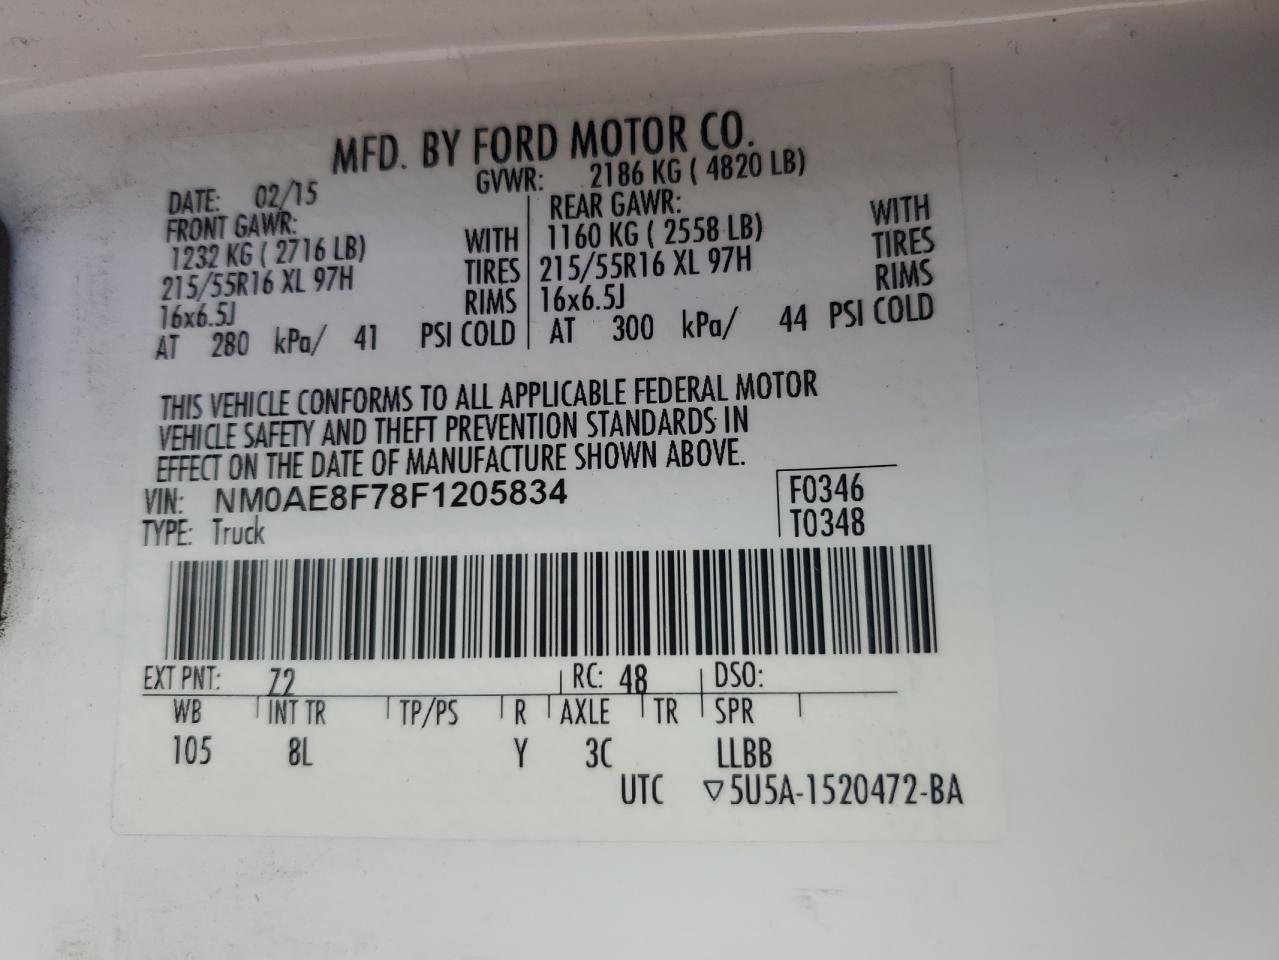 MFD. BY FORD MOTOR CO.
DATE: 02/15 GVWR: 2186 KG ( 4820 LB)
FRONT GAWR: REAR GAWR:
1232 KG ( 2716 LB) WITH 1160 KG ( 2558 LB) WITH
215/55R16 XL 97H TIRES 215/55R16 XL 97H TIRES
16x6.5J RIMS 16x6.5J RIMS
AT 280 kPa/ 41 PSI COLD AT 300 kPa/ 44 PSI COLD
THIS VEHICLE CONFORMS TO ALL APPLICABLE FEDERAL MOTOR
VEHICLE SAFETY AND THEFT PREVENTION STANDARDS IN
EFFECT ON THE DATE OF MANUFACTURE SHOWN ABOVE.
VIN: NM0AE8F78F1205834 F0346
TYPE: Truck T0348
EXT PNT: Z2 RC: 48 DSO:
WB INT TR TP/PS R AXLE TR SPR
105 8L Y 3C LLBB
UTC ▽5U5A-1520472-BA